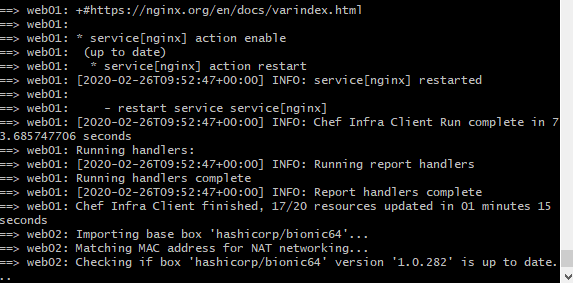 ==> web01: +#https://nginx.org/en/docs/varindex.html
==> web01:
==> web01: * service[nginx] action enable
==> web01:  (up to date)
==> web01:   * service[nginx] action restart
==> web01: [2020-02-26T09:52:47+00:00] INFO: service[nginx] restarted
==> web01:
==> web01:     - restart service service[nginx]
==> web01: [2020-02-26T09:52:47+00:00] INFO: Chef Infra Client Run complete in 7
3.685747706 seconds
==> web01: Running handlers:
==> web01: [2020-02-26T09:52:47+00:00] INFO: Running report handlers
==> web01: Running handlers complete
==> web01: [2020-02-26T09:52:47+00:00] INFO: Report handlers complete
==> web01: Chef Infra Client finished, 17/20 resources updated in 01 minutes 15
seconds
==> web02: Importing base box 'hashicorp/bionic64'...
==> web02: Matching MAC address for NAT networking...
==> web02: Checking if box 'hashicorp/bionic64' version '1.0.282' is up to date.
..